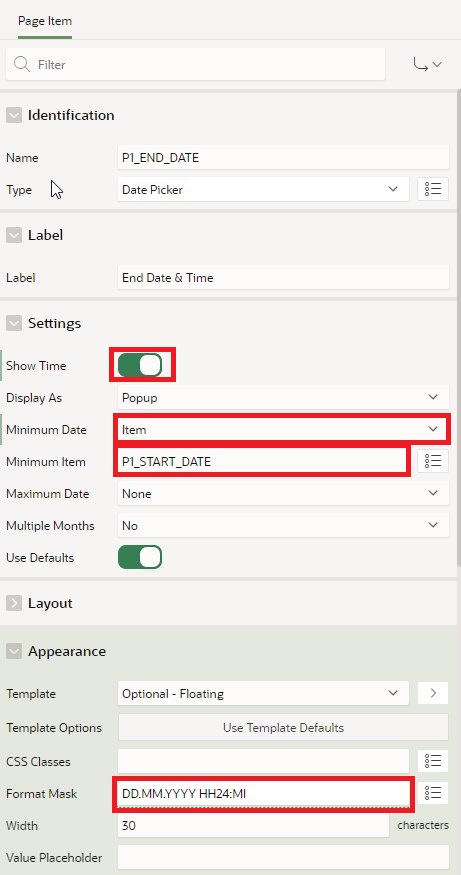 Page Item
Filter
Identification
Name P1_END_DATE
Type Date Picker
Label
Label End Date & Time
Settings
Show Time
Display As Popup
Minimum Date Item
Minimum Item P1_START_DATE
Maximum Date None
Multiple Months No
Use Defaults
Layout
Appearance
Template Optional - Floating
Template Options Use Template Defaults
CSS Classes
Format Mask DD.MM.YYYY HH24:MI
Width 30 characters
Value Placeholder